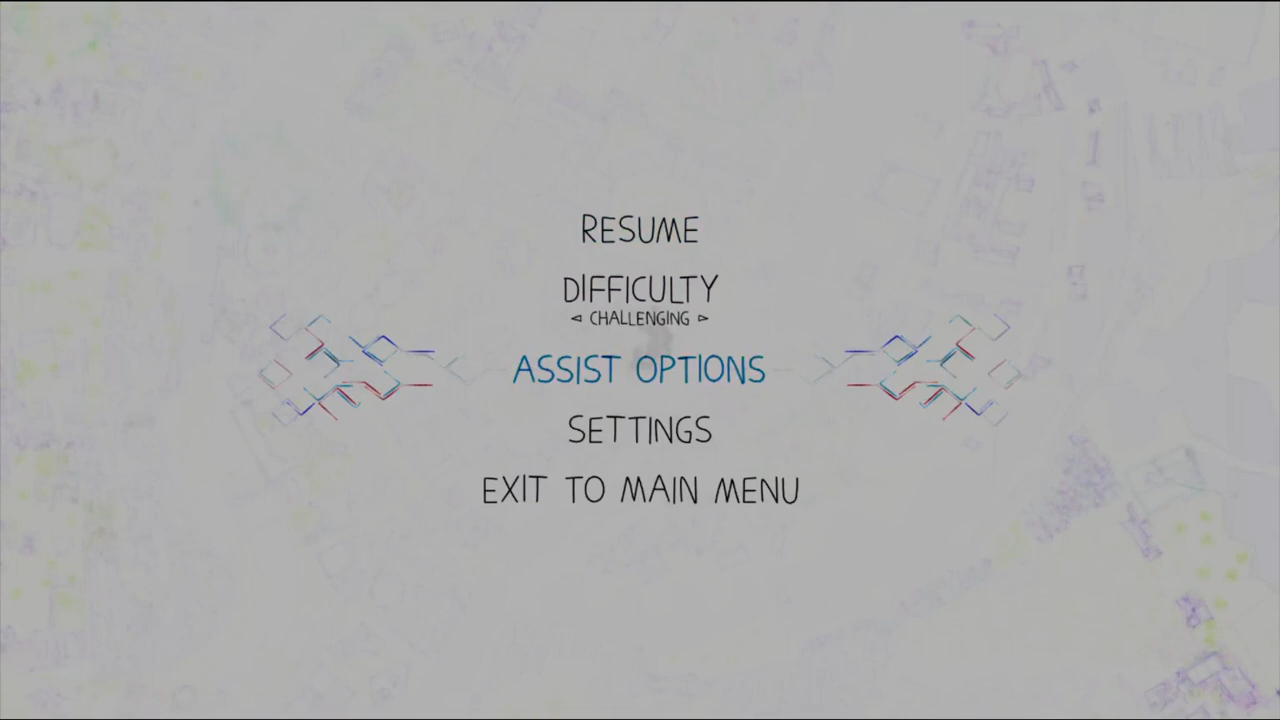 RESUME
DIFFICULTY
CHALLENGING
ASSIST OPTIONS
SETTINGS
EXIT TO MAIN MENU